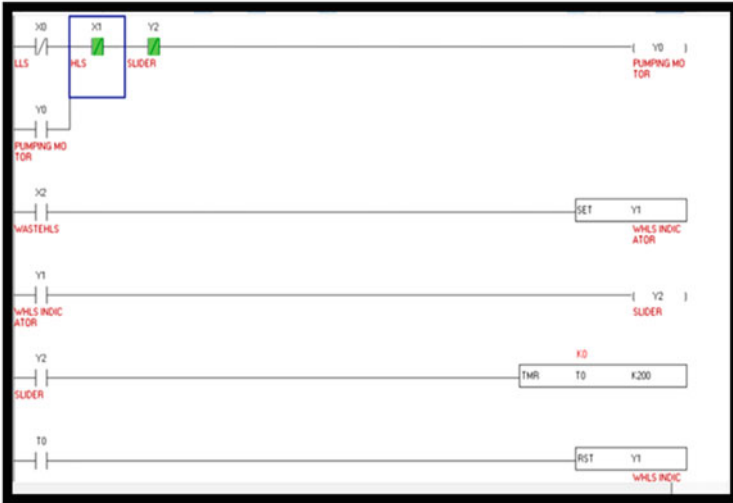 X0 X1 Y2
LLS HLS SLIDER
Y0
PUMPING MO
TOR
Y0
PUMPING MO
TOR
X2
WASTEHLS
SET Y1
WHLS INDIC
ATOR
Y1
WHLS INDIC
ATOR
Y2
SLIDER
Y2
SLIDER
K0
TMR T0 K200
T0
RST Y1
WHLS INDIC